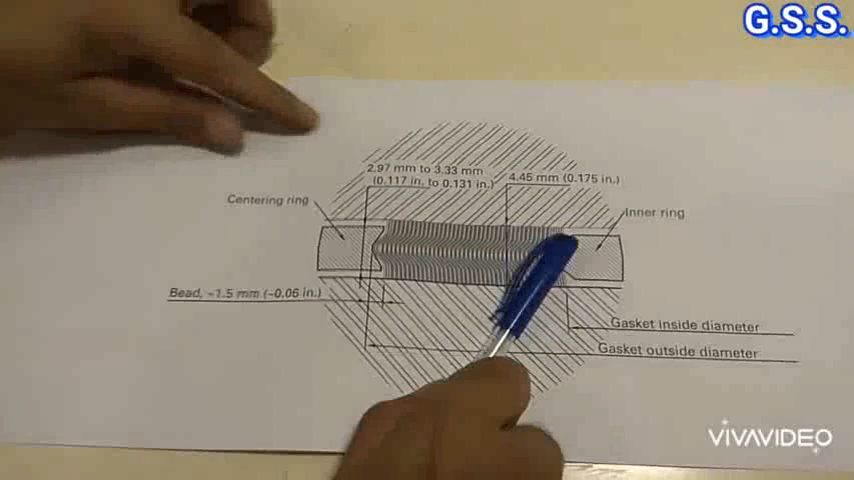 G.S.S.
2.97 mm to 3.33 mm
(0.117 in. to 0.131 in.)
4.45 mm (0.175 in.)
Centering ring
Inner ring
Bead, ~1.5 mm (~0.06 in.)
Gasket inside diameter
Gasket outside diameter
VIVAVIDEO